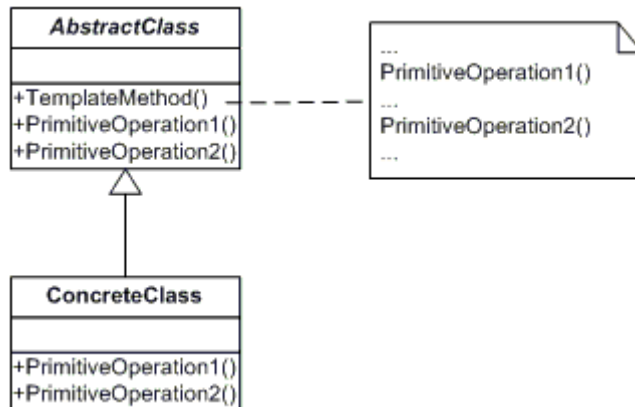 AbstractClass
+TemplateMethod()
+PrimitiveOperation1()
+PrimitiveOperation2()
...
PrimitiveOperation1()
...
PrimitiveOperation2()
...
ConcreteClass
+PrimitiveOperation1()
+PrimitiveOperation2()